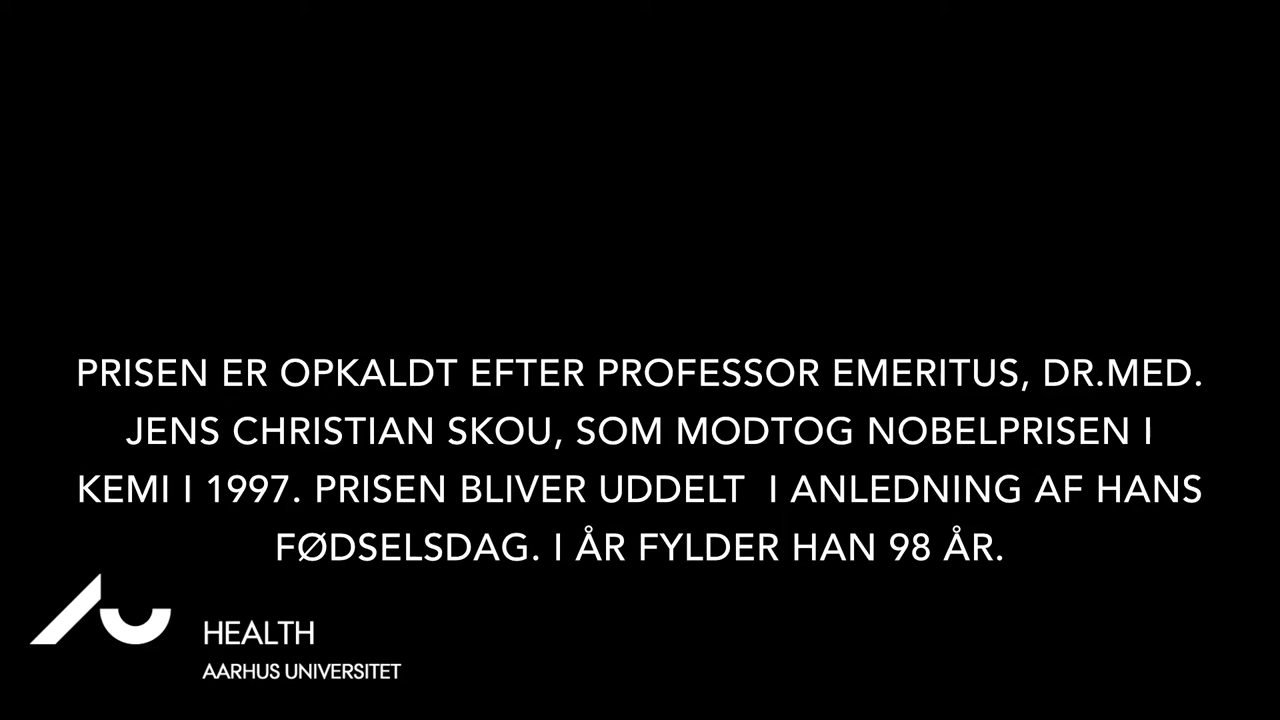 PRISEN ER OPKALDT EFTER PROFESSOR EMERITUS, DR.MED.
JENS CHRISTIAN SKOU, SOM MODTOG NOBELPRISEN I
KEMI I 1997. PRISEN BLIVER UDDELT  I ANLEDNING AF HANS
FØDSELSDAG. I ÅR FYLDER HAN 98 ÅR.
HEALTH
AARHUS UNIVERSITET